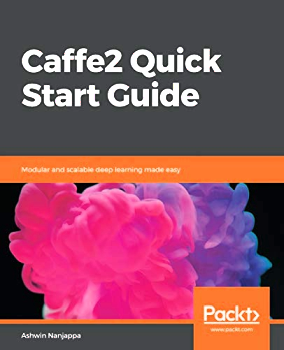 Caffe2 Quick
Start Guide
Modular and scalable deep learning made easy
Packt>
www.packt.com
Ashwin Nanjappa